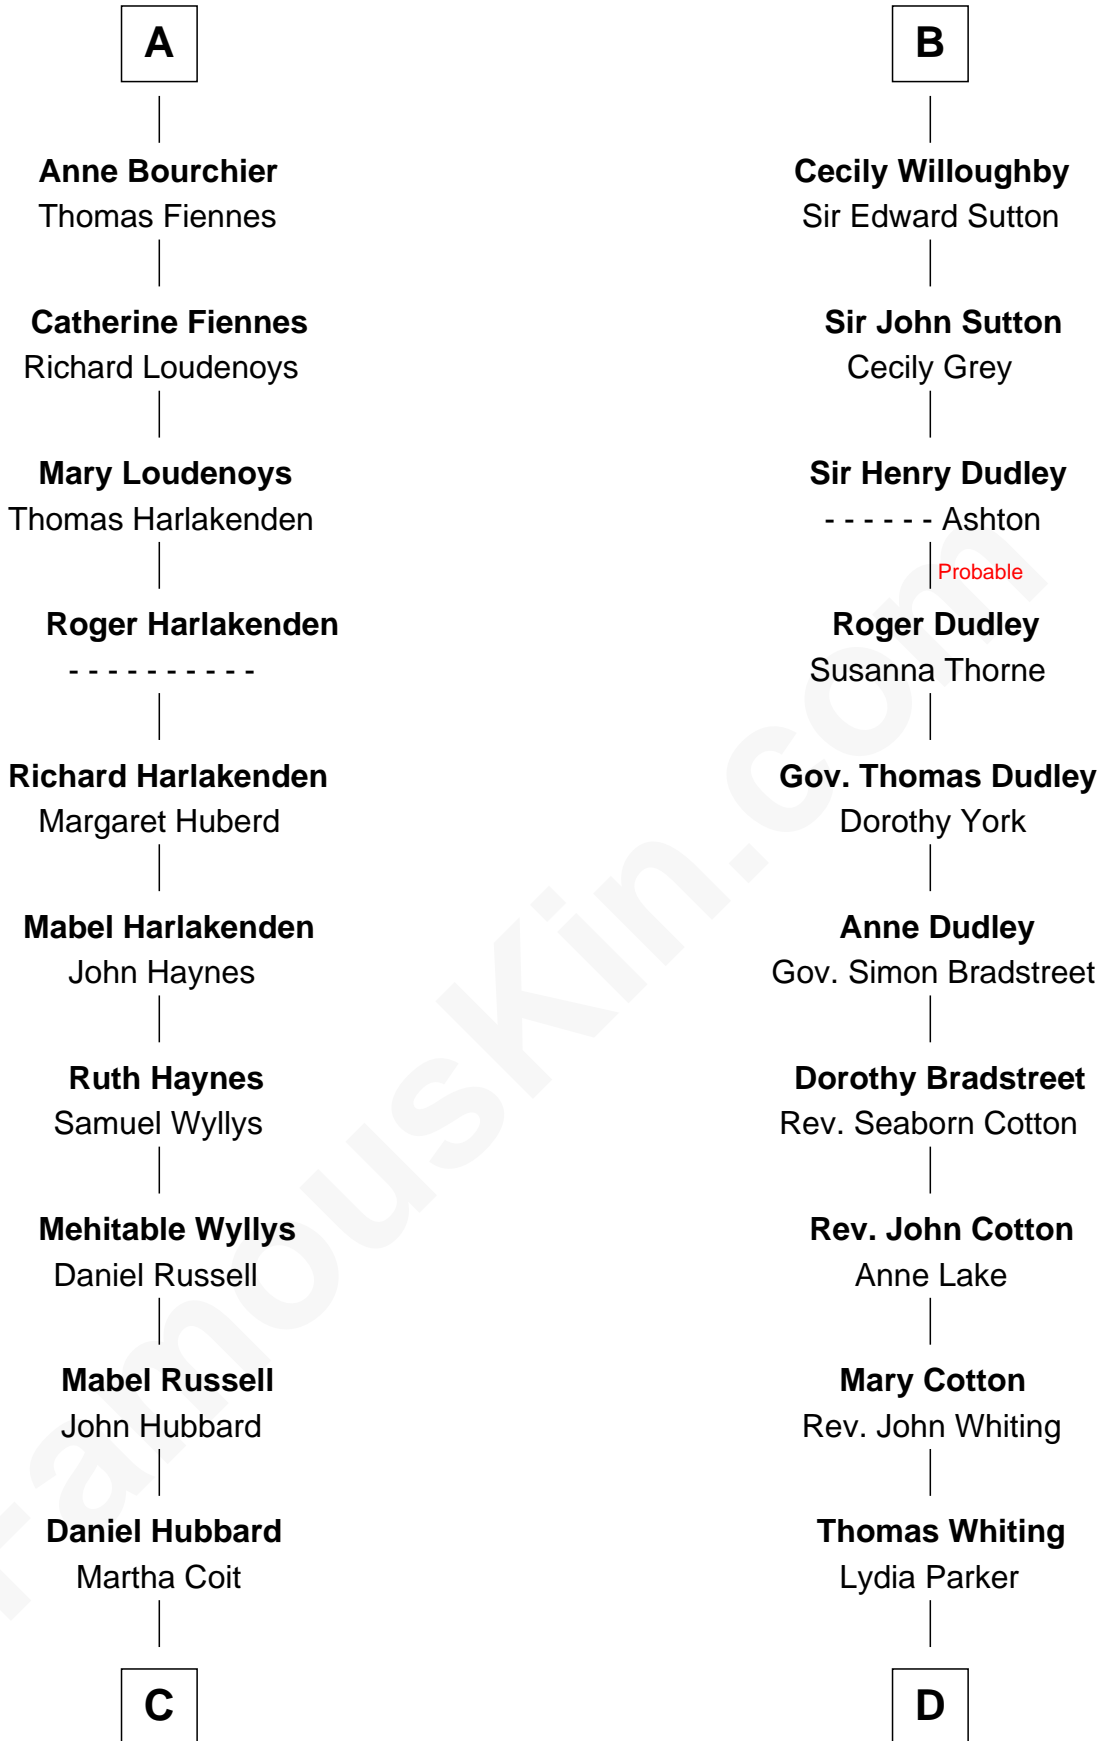 A
Anne Bourchier
Thomas Fiennes
Catherine Fiennes
Richard Loudenoys
Mary Loudenoys
Thomas Harlakenden
Roger Harlakenden
- - - - - - - - - -
Richard Harlakenden
Margaret Huberd
Mabel Harlakenden
John Haynes
Ruth Haynes
Samuel Wyllys
Mehitable Wyllys
Daniel Russell
Mabel Russell
John Hubbard
Daniel Hubbard
Martha Coit
C
B
Cecily Willoughby
Sir Edward Sutton
Sir John Sutton
Cecily Grey
Sir Henry Dudley
- - - - - - Ashton
Probable
Roger Dudley
Susanna Thorne
Gov. Thomas Dudley
Dorothy York
Anne Dudley
Gov. Simon Bradstreet
Dorothy Bradstreet
Rev. Seaborn Cotton
Rev. John Cotton
Anne Lake
Mary Cotton
Rev. John Whiting
Thomas Whiting
Lydia Parker
D
FamousKin.com